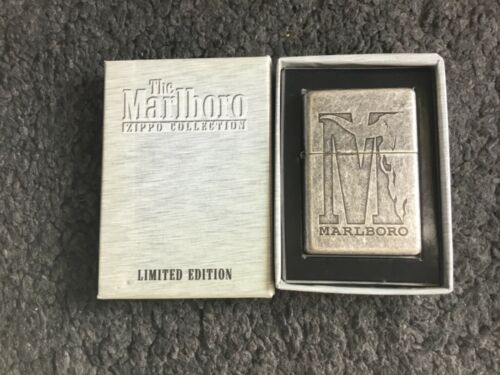 The
Marlboro
ZIPPO COLLECTION
LIMITED EDITION
M
MARLBORO